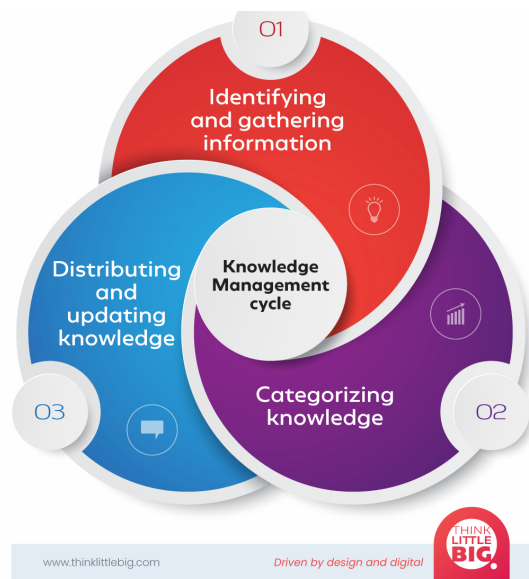 01
Identifying
and gathering
information
Knowledge
Management
cycle
Distributing
and
updating
knowledge
Categorizing
knowledge
03
02
www.thinklittlebig.com
Driven by design and digital
THINK
LITTLE
BIG.